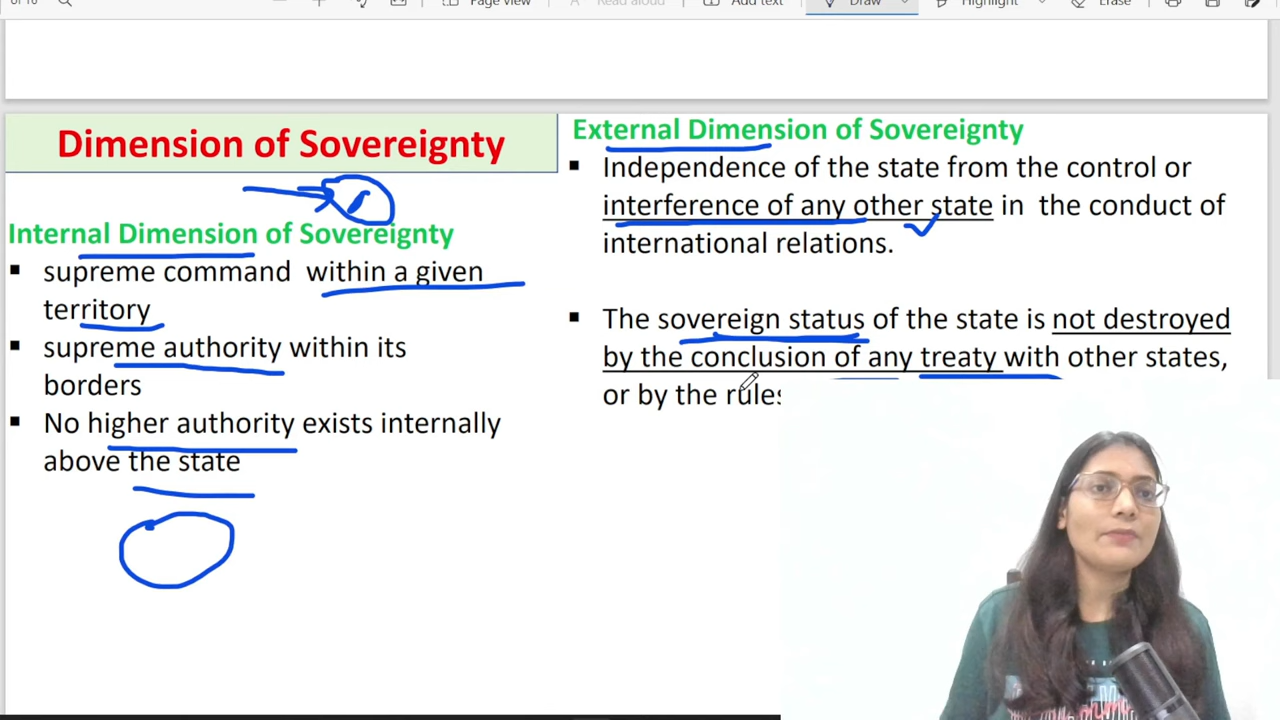 Page view
Read aloud
Add text
Draw
Highlight
Erase
Dimension of Sovereignty
Internal Dimension of Sovereignty
▪ supreme command within a given
territory
▪ supreme authority within its
borders
▪ No higher authority exists internally
above the state
External Dimension of Sovereignty
▪ Independence of the state from the control or
interference of any other state in the conduct of
international relations.
▪ The sovereign status of the state is not destroyed
by the conclusion of any treaty with other states,
or by the rules